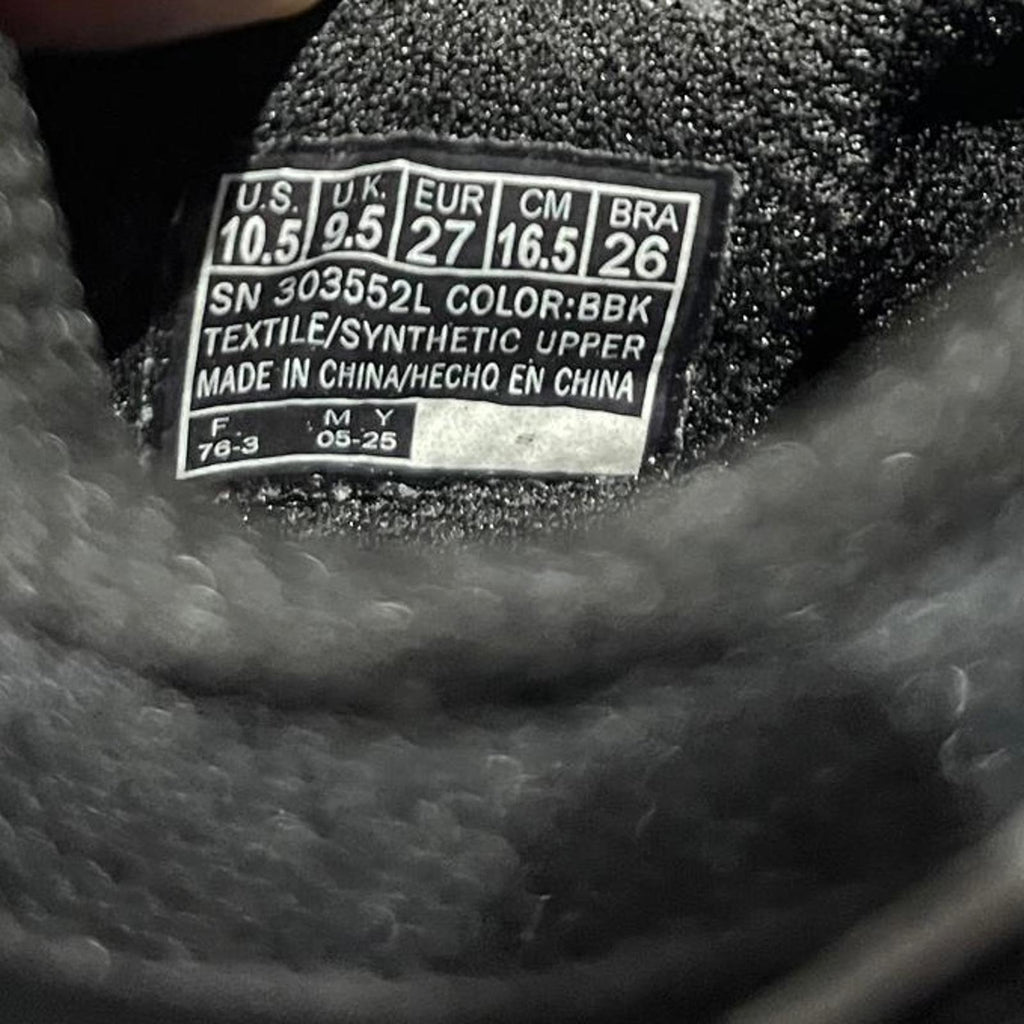 U.S. U.K. EUR CM BRA
10.5 9.5 27 16.5 26
SN 303552L COLOR:BBK
TEXTILE/SYNTHETIC UPPER
MADE IN CHINA/HECHO EN CHINA
F M Y
76-3 05-25